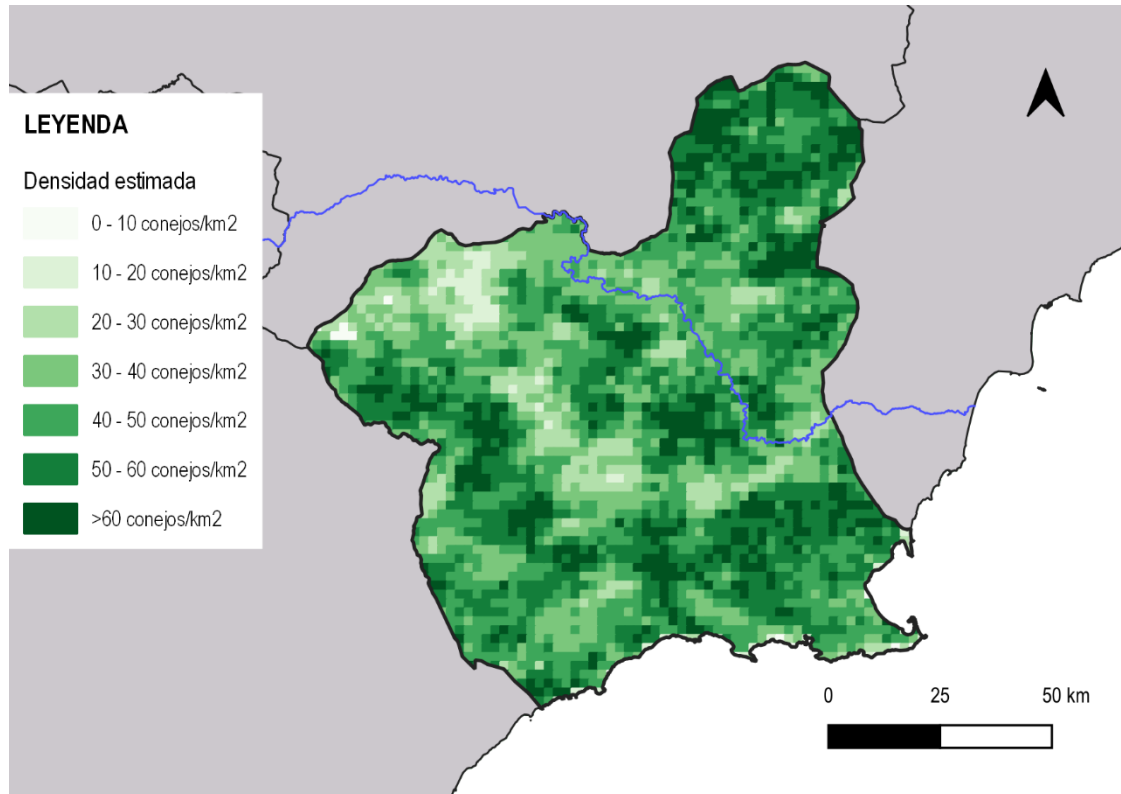 LEYENDA
Densidad estimada
0 - 10 conejos/km2
10 - 20 conejos/km2
20 - 30 conejos/km2
30 - 40 conejos/km2
40 - 50 conejos/km2
50 - 60 conejos/km2
>60 conejos/km2
0 25 50 km